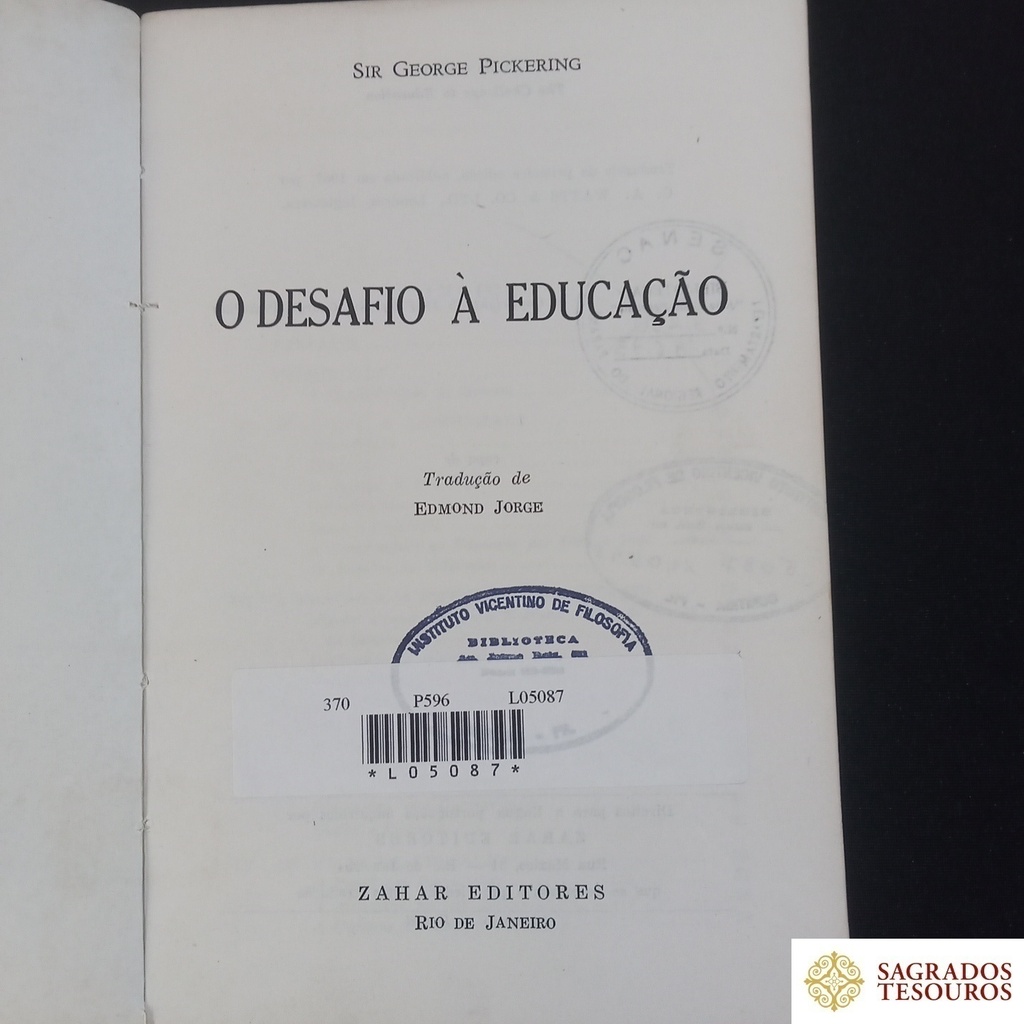 SIR GEORGE PICKERING
O DESAFIO À EDUCAÇÃO
Tradução de
EDMOND JORGE
INSTITUTO VICENTINO DE FILOSOFIA
BIBLIOTECA
370 P596 L05087
*L05087*
ZAHAR EDITORES
RIO DE JANEIRO
SENAC
SAGRADOS
TESOUROS